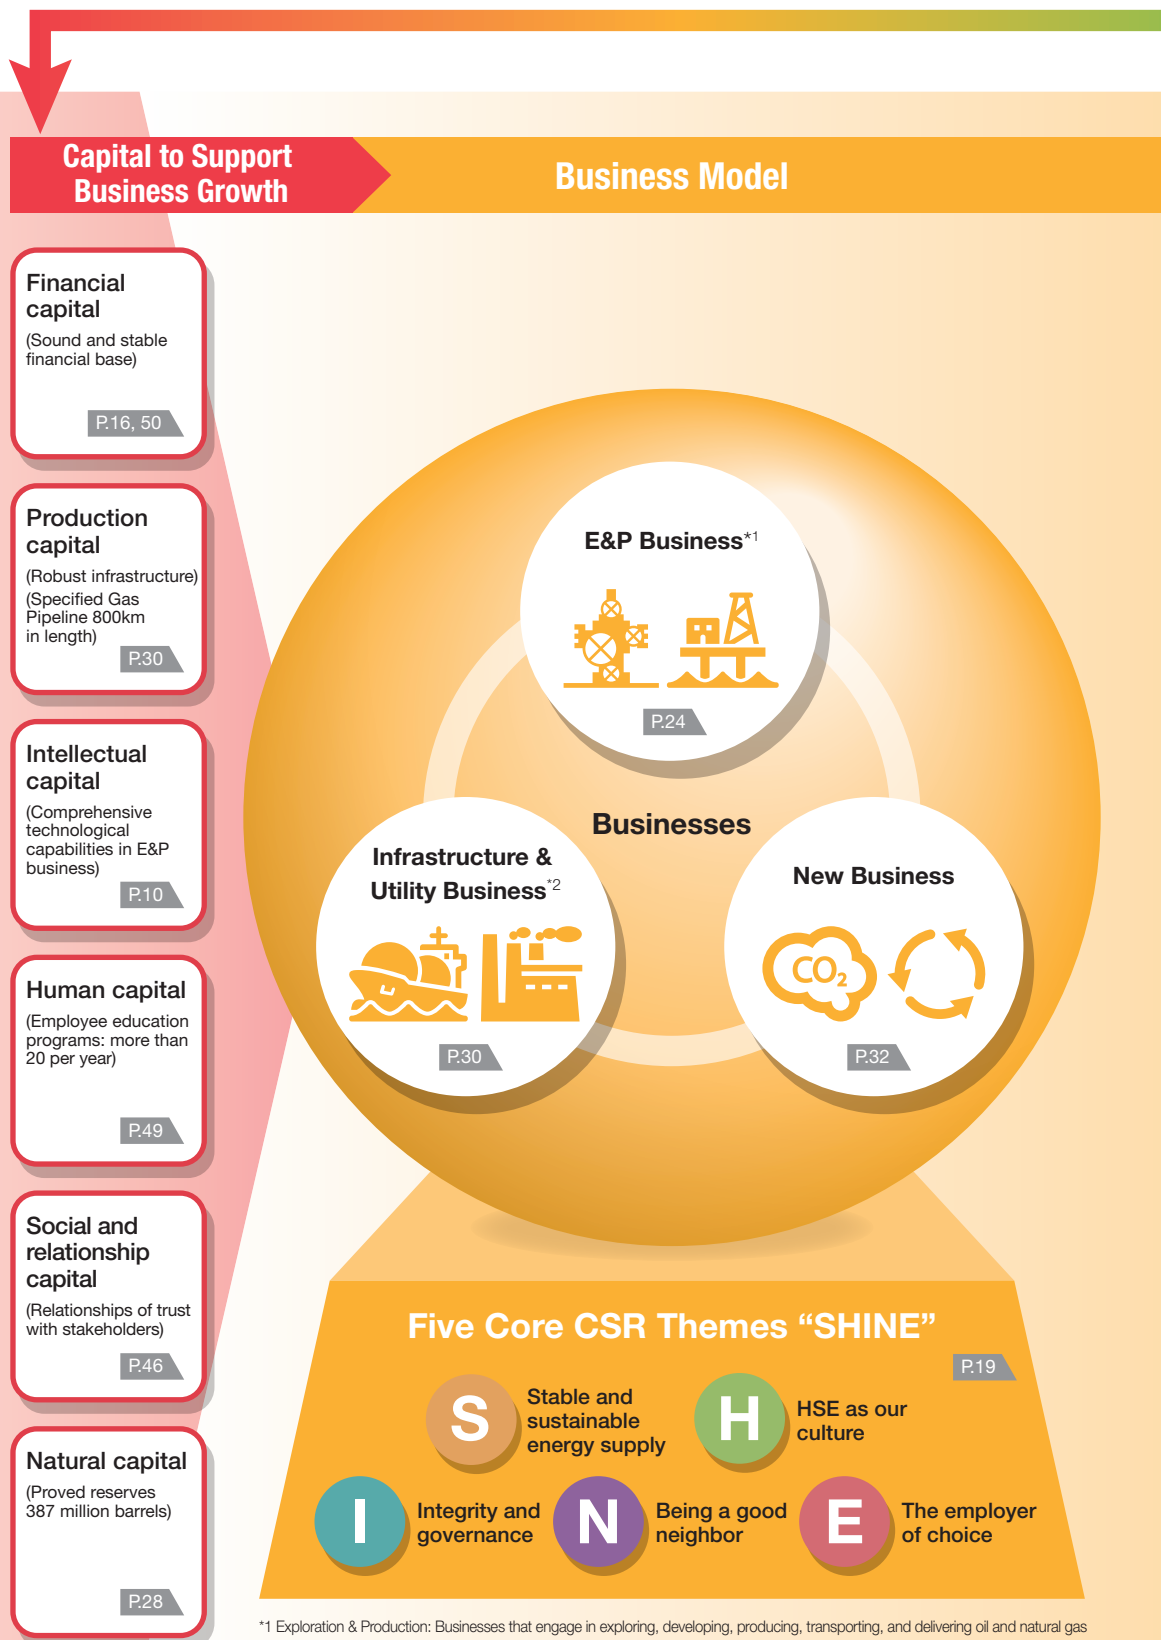 Capital to Support
Business Growth
Business Model
Financial
capital
(Sound and stable
financial base)
P.16, 50
Production
capital
(Robust infrastructure)
(Specified Gas
Pipeline 800km
in length)
P.30
Intellectual
capital
(Comprehensive
technological
capabilities in E&P
business)
P.10
Human capital
(Employee education
programs: more than
20 per year)
P.49
Social and
relationship
capital
(Relationships of trust
with stakeholders)
P.46
Natural capital
(Proved reserves
387 million barrels)
P.28
E&P Business*1
P.24
Businesses
Infrastructure &
Utility Business*2
P.30
New Business
CO2
P.32
Five Core CSR Themes “SHINE”
P.19
S
Stable and
sustainable
energy supply
H
HSE as our
culture
I
Integrity and
governance
N
Being a good
neighbor
E
The employer
of choice
*1 Exploration & Production: Businesses that engage in exploring, developing, producing, transporting, and delivering oil and natural gas